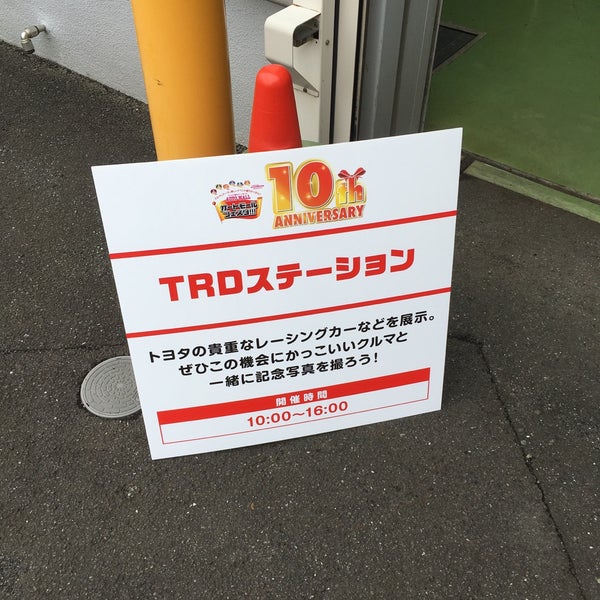 10th
ANNIVERSARY
TRDステーション
トヨタの貴重なレーシングカーなどを展示。
ぜひこの機会にかっこいいクルマと
一緒に記念写真を撮ろう！
開催時間
10:00～16:00